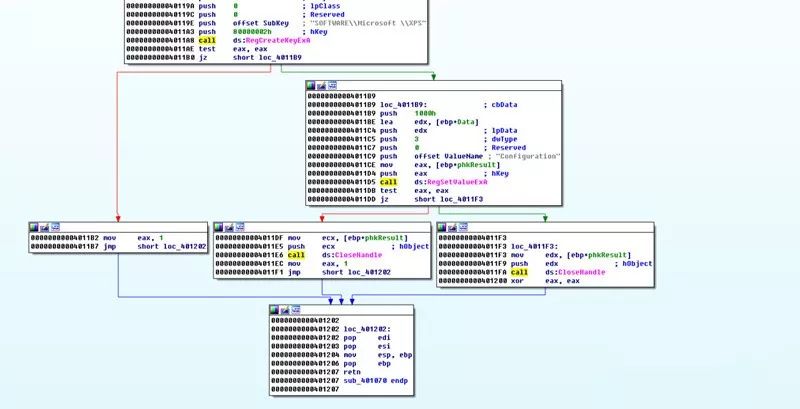 000000000040119A push 0 ; lpClass
000000000040119C push 0 ; Reserved
000000000040119E push offset SubKey ; "SOFTWARE\\Microsoft \\XPS"
00000000004011A3 push 80000002h ; hKey
00000000004011A8 call ds:RegCreateKeyExA
00000000004011AE test eax, eax
00000000004011B0 jz short loc_4011B9
00000000004011B9
00000000004011B9 loc_4011B9: ; cbData
00000000004011B9 push 1000h
00000000004011BE lea edx, [ebp+Data]
00000000004011C4 push edx ; lpData
00000000004011C5 push 3 ; dwType
00000000004011C7 push 0 ; Reserved
00000000004011C9 push offset ValueName ; "Configuration"
00000000004011CE mov eax, [ebp+phkResult]
00000000004011D4 push eax ; hKey
00000000004011D5 call ds:RegSetValueExA
00000000004011DB test eax, eax
00000000004011DD jz short loc_4011F3
00000000004011B2 mov eax, 1
00000000004011B7 jmp short loc_401202
00000000004011DF mov ecx, [ebp+phkResult]
00000000004011E5 push ecx ; hObject
00000000004011E6 call ds:CloseHandle
00000000004011EC mov eax, 1
00000000004011F1 jmp short loc_401202
00000000004011F3
00000000004011F3 loc_4011F3:
00000000004011F3 mov edx, [ebp+phkResult]
00000000004011F9 push edx ; hObject
00000000004011FA call ds:CloseHandle
0000000000401200 xor eax, eax
0000000000401202
0000000000401202 loc_401202:
0000000000401202 pop edi
0000000000401203 pop esi
0000000000401204 mov esp, ebp
0000000000401206 pop ebp
0000000000401207 retn
0000000000401207 sub_401070 endp
0000000000401207